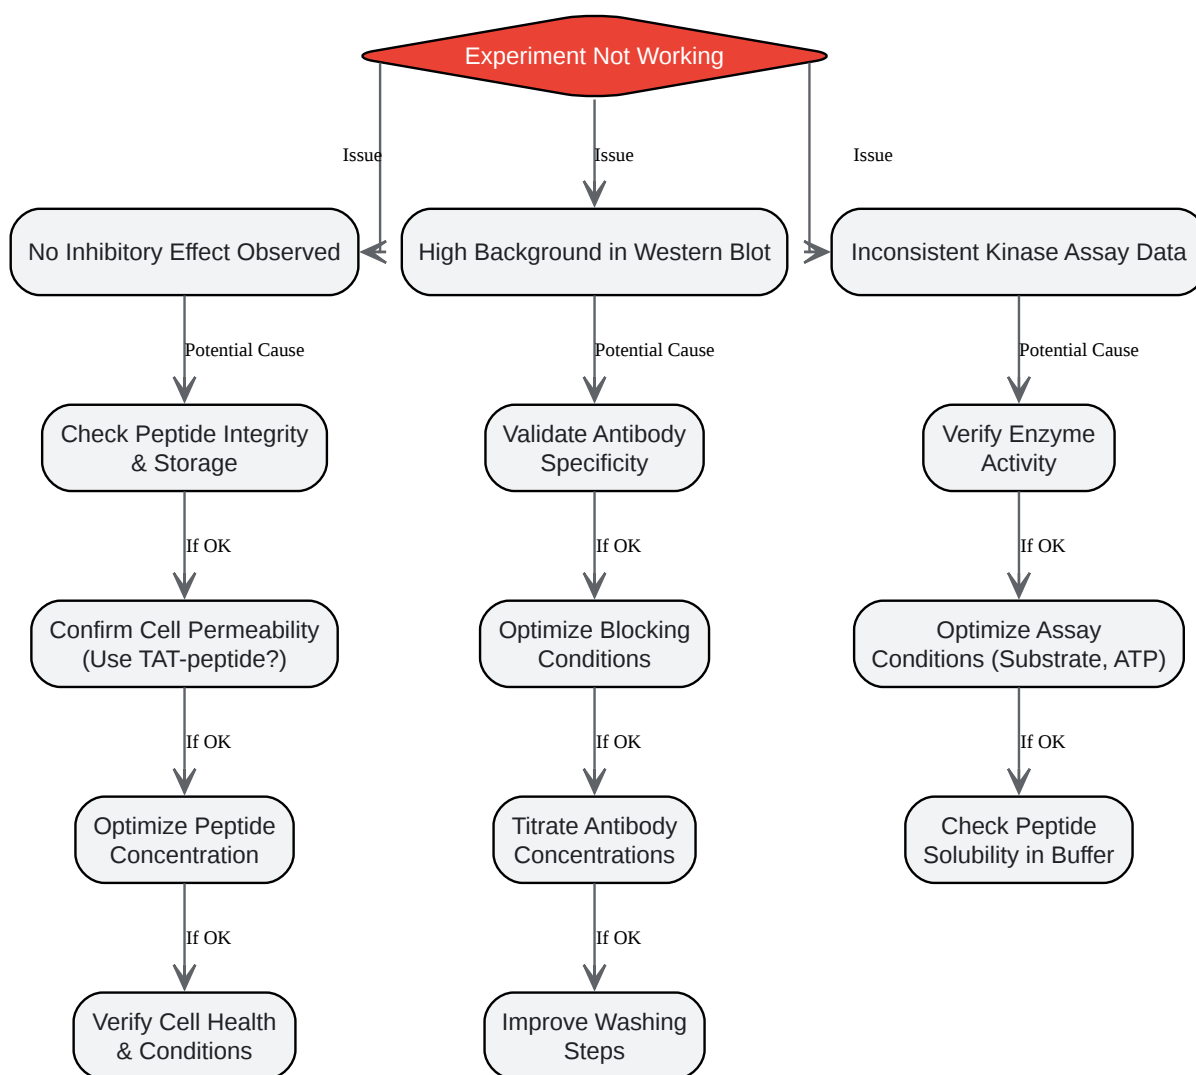 Experiment Not Working
Issue
Issue
Issue
No Inhibitory Effect Observed
High Background in Western Blot
Inconsistent Kinase Assay Data
Potential Cause
Potential Cause
Potential Cause
Check Peptide Integrity
& Storage
Validate Antibody
Specificity
Verify Enzyme
Activity
If OK
If OK
If OK
Confirm Cell Permeability
(Use TAT-peptide?)
Optimize Blocking
Conditions
Optimize Assay
Conditions (Substrate, ATP)
If OK
If OK
If OK
Optimize Peptide
Concentration
Titrate Antibody
Concentrations
Check Peptide
Solubility in Buffer
If OK
If OK
Verify Cell Health
& Conditions
Improve Washing
Steps